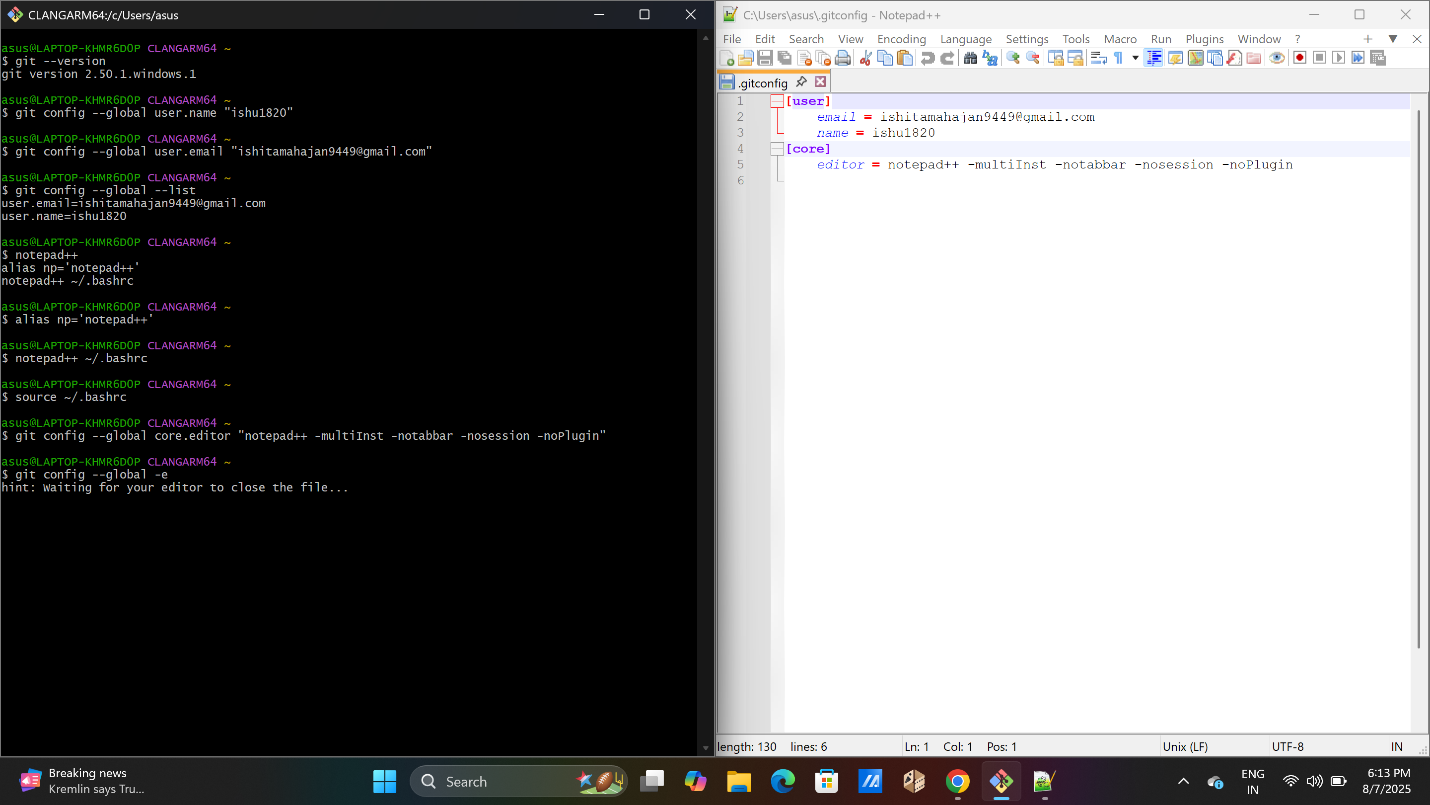 CLANGARM64:/c/Users/asus
asus@LAPTOP-KHMR6D0P CLANGARM64 ~
$ git --version
git version 2.50.1.windows.1
asus@LAPTOP-KHMR6D0P CLANGARM64 ~
$ git config --global user.name "ishu1820"
asus@LAPTOP-KHMR6D0P CLANGARM64 ~
$ git config --global user.email "ishitamahajan9449@gmail.com"
asus@LAPTOP-KHMR6D0P CLANGARM64 ~
$ git config --global --list
user.email=ishitamahajan9449@gmail.com
user.name=ishu1820
asus@LAPTOP-KHMR6D0P CLANGARM64 ~
$ notepad++
alias np='notepad++'
notepad++ ~/.bashrc
asus@LAPTOP-KHMR6D0P CLANGARM64 ~
$ alias np='notepad++'
asus@LAPTOP-KHMR6D0P CLANGARM64 ~
$ notepad++ ~/.bashrc
asus@LAPTOP-KHMR6D0P CLANGARM64 ~
$ source ~/.bashrc
asus@LAPTOP-KHMR6D0P CLANGARM64 ~
$ git config --global core.editor "notepad++ -multiInst -notabbar -nosession -noPlugin"
asus@LAPTOP-KHMR6D0P CLANGARM64 ~
$ git config --global -e
hint: Waiting for your editor to close the file...
C:\Users\asus\.gitconfig - Notepad++
File Edit Search View Encoding Language Settings Tools Macro Run Plugins Window ?
.gitconfig
1 [user]
2 email = ishitamahajan9449@gmail.com
3 name = ishu1820
4 [core]
5 editor = notepad++ -multiInst -notabbar -nosession -noPlugin
6
length: 130 lines: 6 Ln: 1 Col: 1 Pos: 1 Unix (LF) UTF-8 IN
Breaking news
Kremlin says Tru...
Search
ENG
IN
6:13 PM
8/7/2025